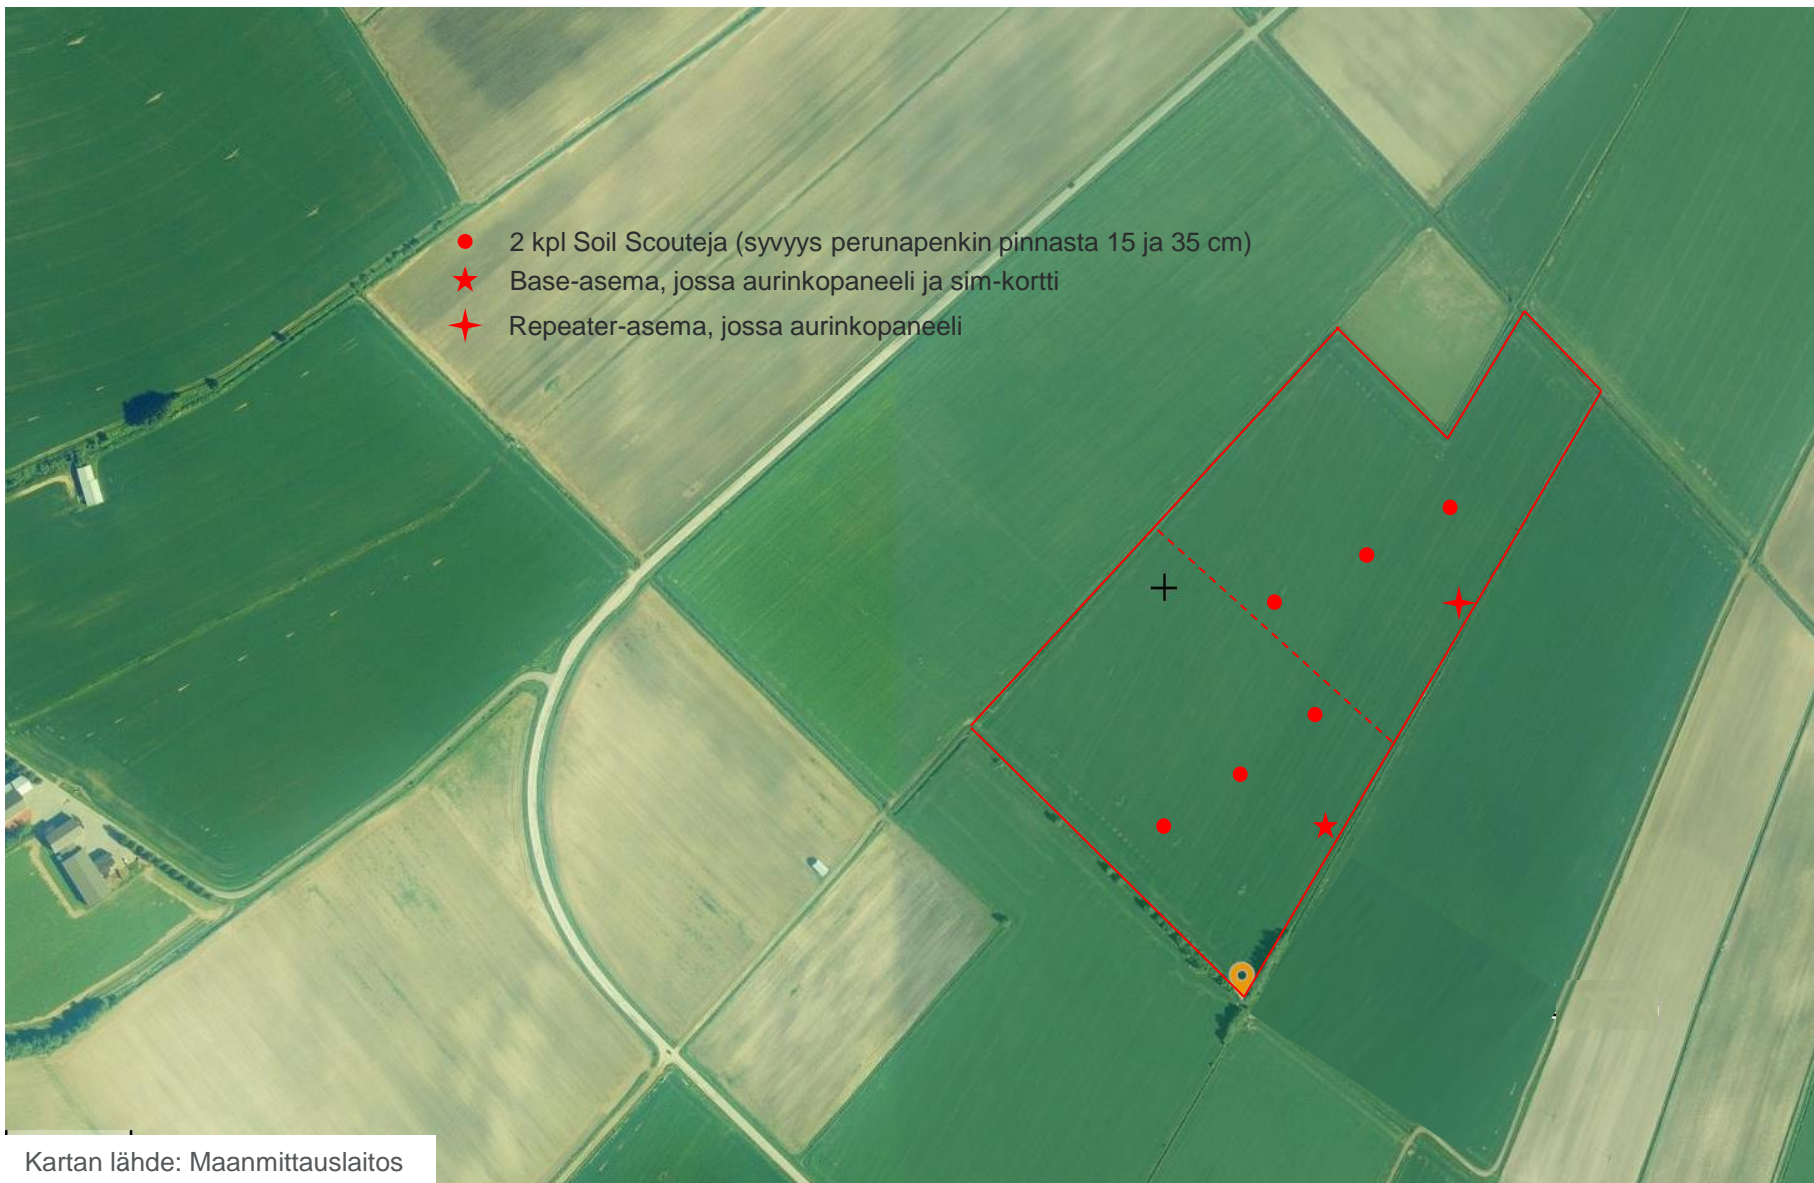 2 kpl Soil Scouteja (syvyys perunapenkin pinnasta 15 ja 35 cm)
Base-asema, jossa aurinkopaneeli ja sim-kortti
Repeater-asema, jossa aurinkopaneeli
Kartan lähde: Maanmittauslaitos